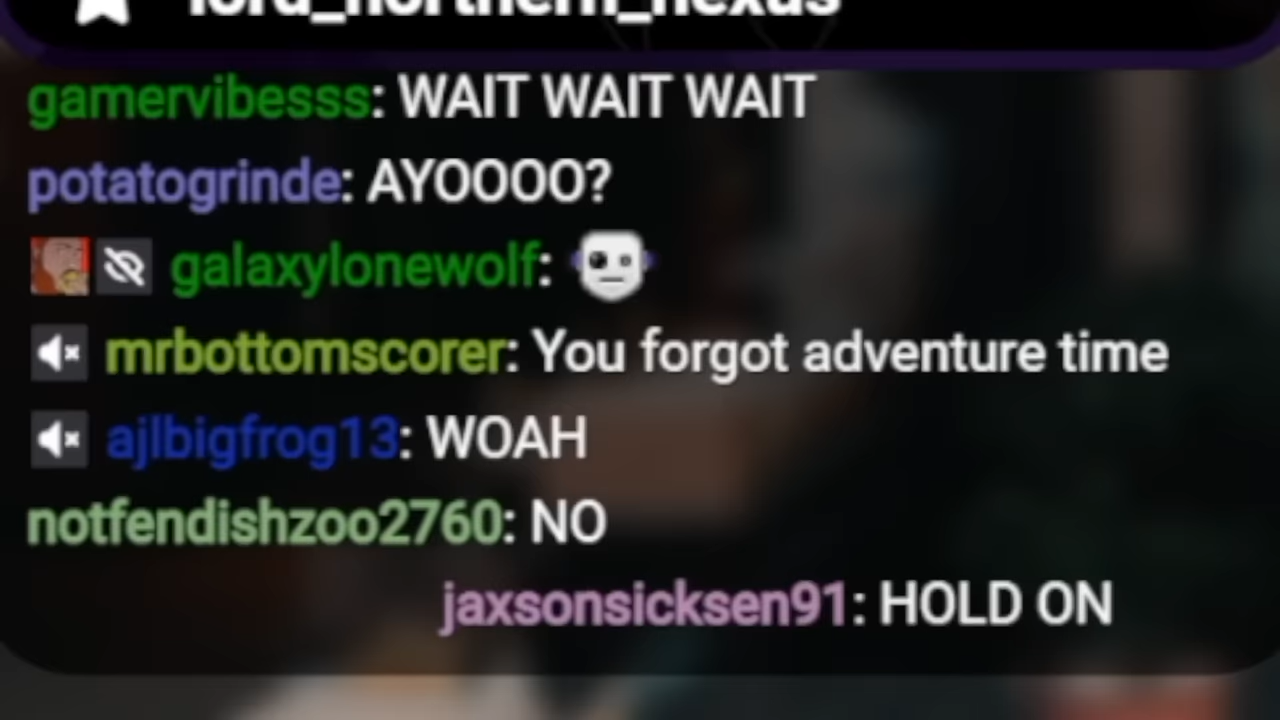 lord_northern_nexus
gamervibesss: WAIT WAIT WAIT
potatogrinde: AYOOOO?
galaxylonewolf:
mrbottomscorer: You forgot adventure time
ajlbigfrog13: WOAH
notfendishzoo2760: NO
jaxsonsicksen91: HOLD ON